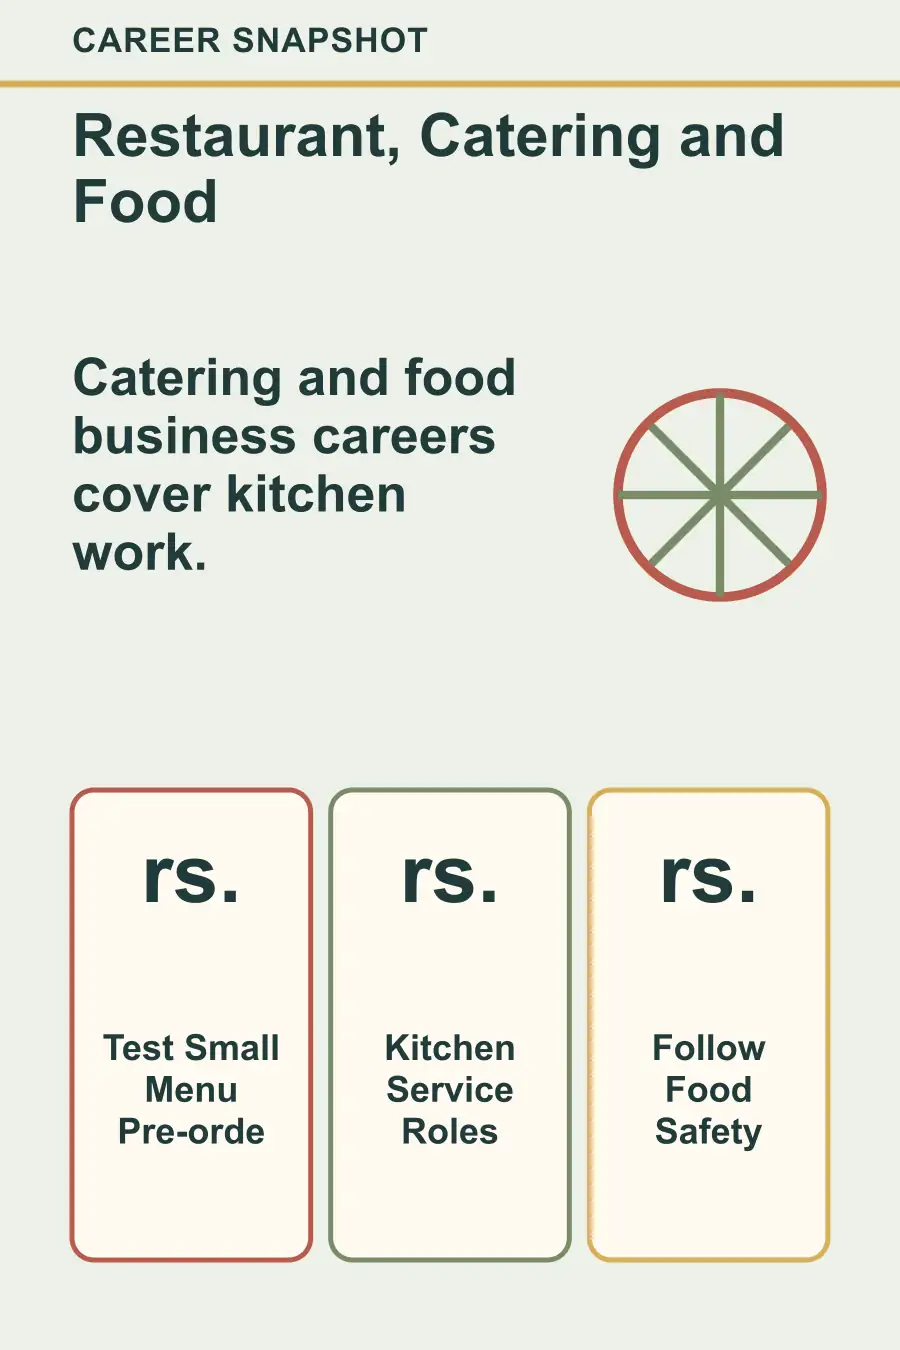 CAREER SNAPSHOT
Restaurant, Catering and
Food
Catering and food
business careers
cover kitchen
work.
rs.
Test Small
Menu
Pre-orde
rs.
Kitchen
Service
Roles
rs.
Follow
Food
Safety